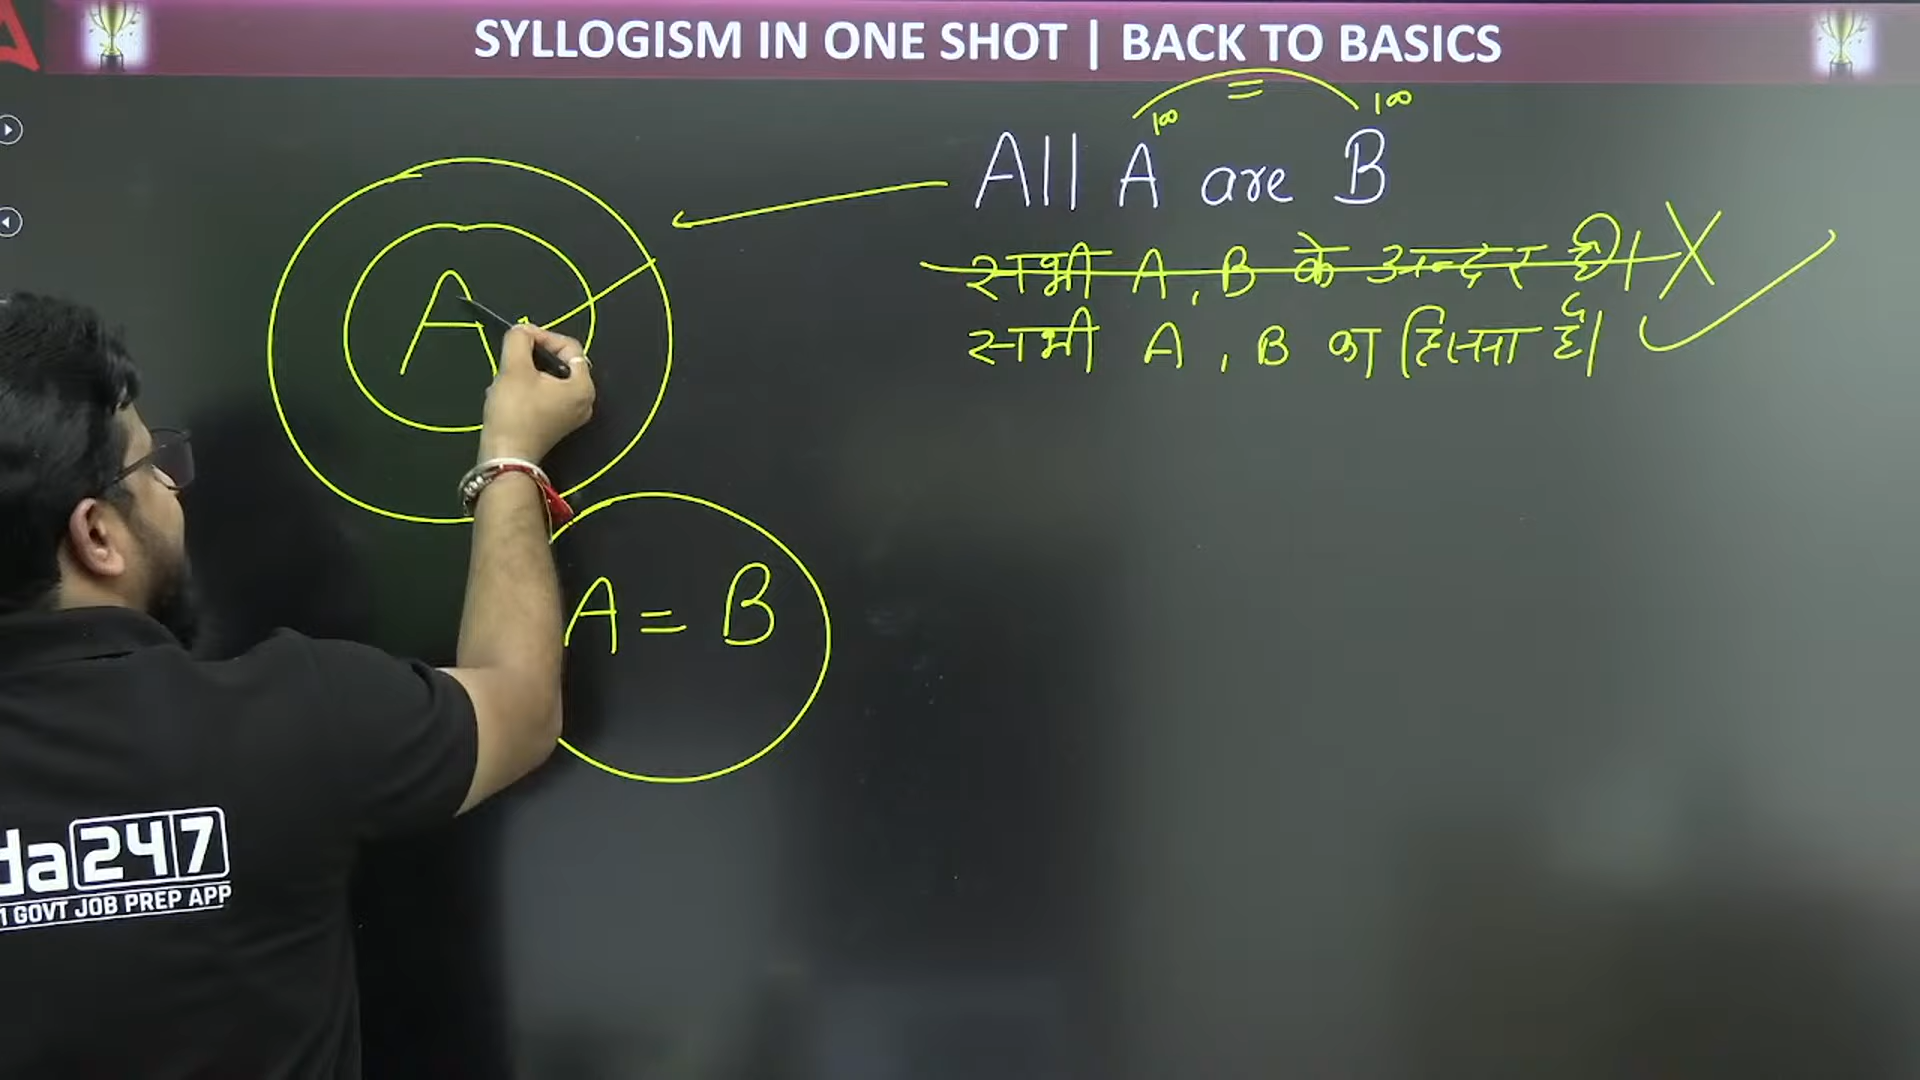 SYLLOGISM IN ONE SHOT | BACK TO BASICS
=
100 100
All A are B
सभी A, B के अन्दर है। X
सभी A, B का हिस्सा है।
A
A = B
da247
GOVT JOB PREP APP